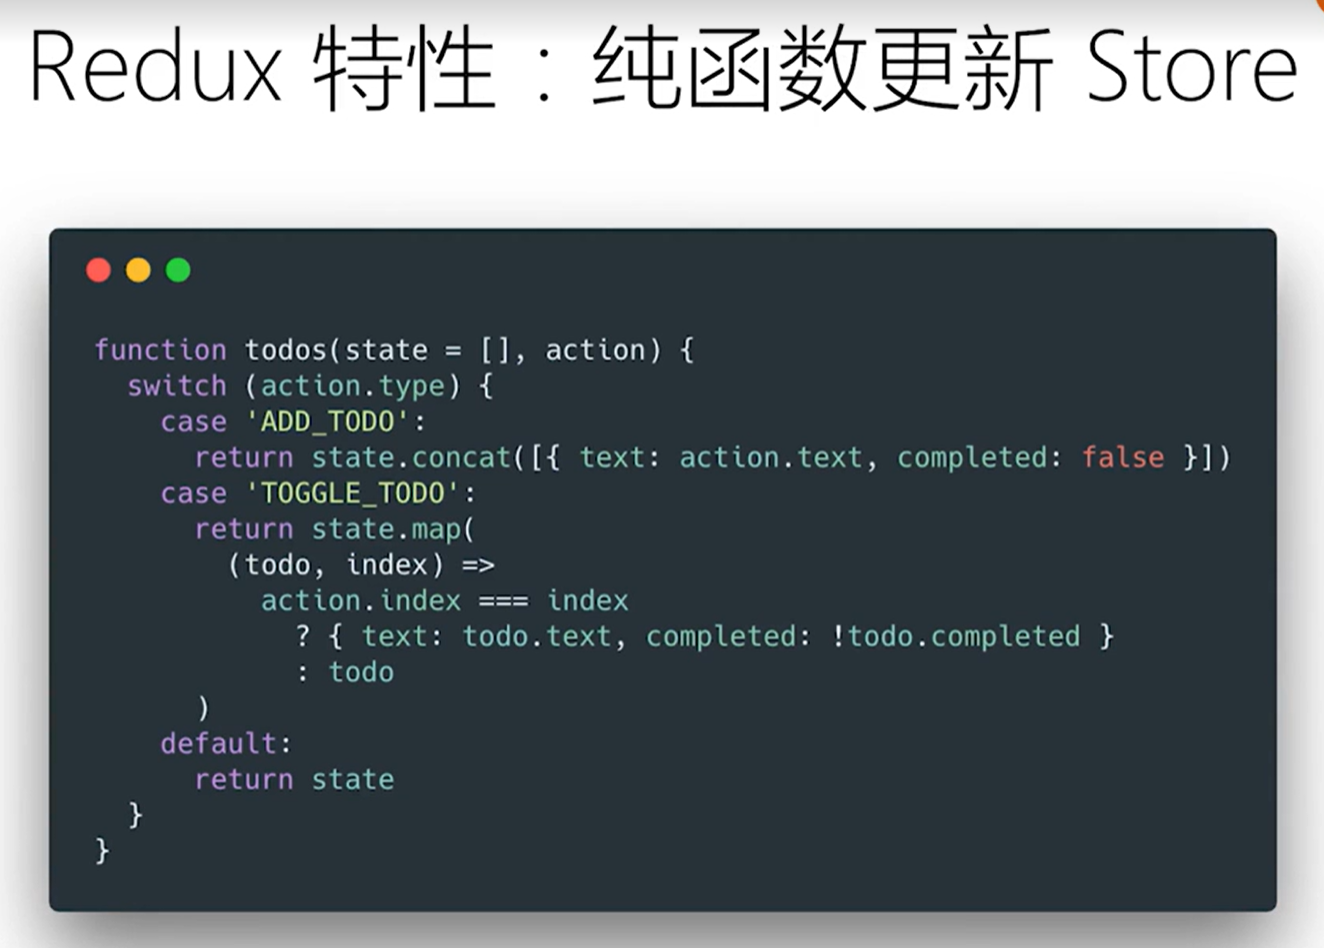 Redux 特性：纯函数更新 Store
function todos(state = [], action) {
  switch (action.type) {
    case 'ADD_TODO':
      return state.concat([{ text: action.text, completed: false }])
    case 'TOGGLE_TODO':
      return state.map(
        (todo, index) =>
          action.index === index
            ? { text: todo.text, completed: !todo.completed }
            : todo
      )
    default:
      return state
  }
}